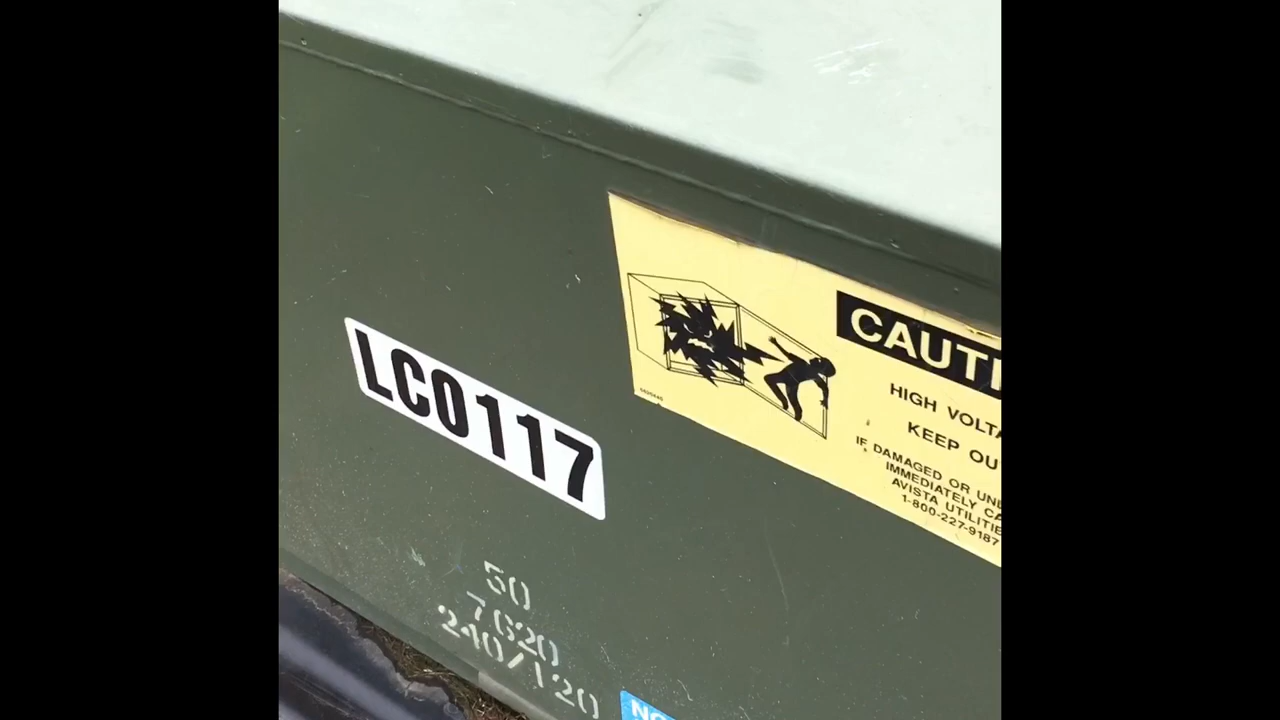 LC0117
CAUTI
HIGH VOLTA
KEEP OU
IF DAMAGED OR UNL
IMMEDIATELY CA
AVISTA UTILITIE
1-800-227-9187
50
7620
240/120
NO